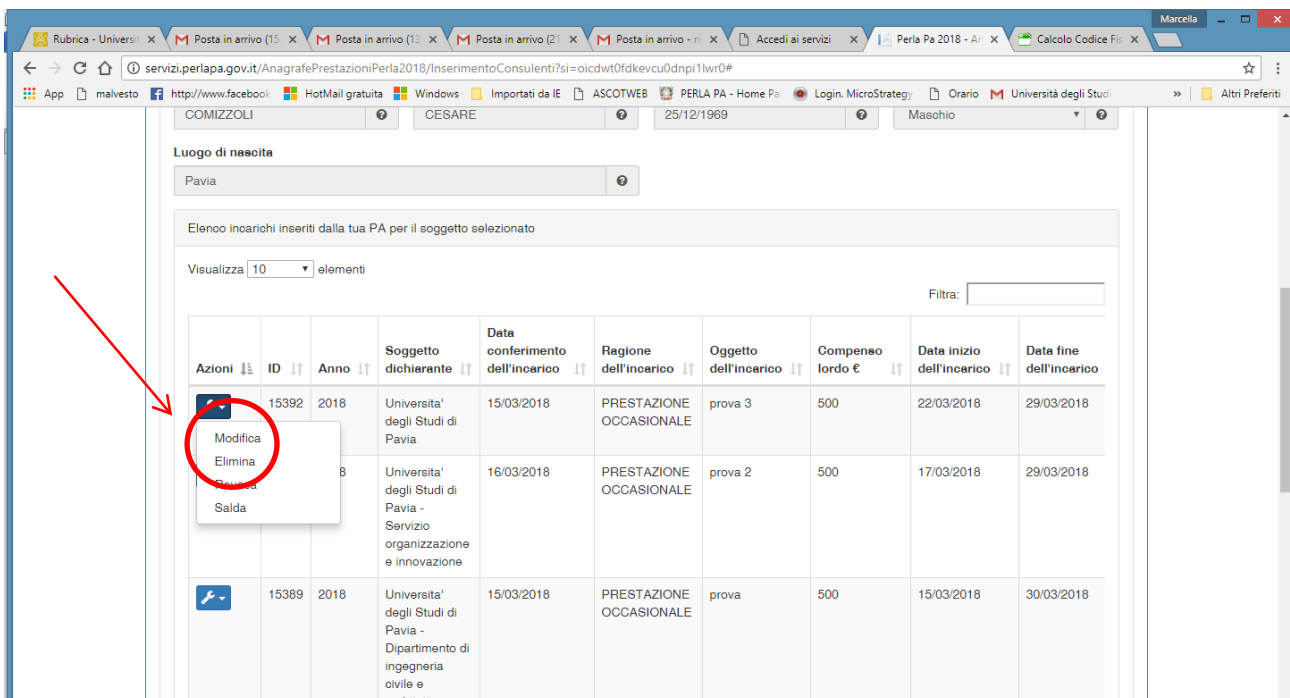 Marcella
Rubrica - Universit
Posta in arrivo (15
Posta in arrivo (13
Posta in arrivo (21
Posta in arrivo - ri
Accedi ai servizi
Perla Pa 2018 - An
Calcolo Codice Fis
servizi.perlapa.gov.it/AnagrafePrestazioniPerla2018/InserimentoConsulenti?si=oicdwt0fdkevcu0dnpi1lwr0#
App malvesto http://www.facebook. HotMail gratuita Windows Importati da IE ASCOTWEB PERLA PA - Home Pa Login. MicroStrategy Orario Università degli Studi » Altri Preferiti
COMIZZOLI CESARE 25/12/1969 Maschio
Luogo di nascita
Pavia
Elenco incarichi inseriti dalla tua PA per il soggetto selezionato
Visualizza 10 elementi
Filtra:
Azioni ID Anno Soggetto dichiarante Data conferimento dell'incarico Ragione dell'incarico Oggetto dell'incarico Compenso lordo € Data inizio dell'incarico Data fine dell'incarico
15392 2018 Universita' 15/03/2018 PRESTAZIONE prova 3 500 22/03/2018 29/03/2018
degli Studi di OCCASIONALE
Pavia
Modifica
Elimina
Revoca
Salda
8 Universita' 16/03/2018 PRESTAZIONE prova 2 500 17/03/2018 29/03/2018
degli Studi di OCCASIONALE
Pavia -
Servizio
organizzazione
e innovazione
15389 2018 Universita' 15/03/2018 PRESTAZIONE prova 500 15/03/2018 30/03/2018
degli Studi di OCCASIONALE
Pavia -
Dipartimento di
ingegneria
civile e